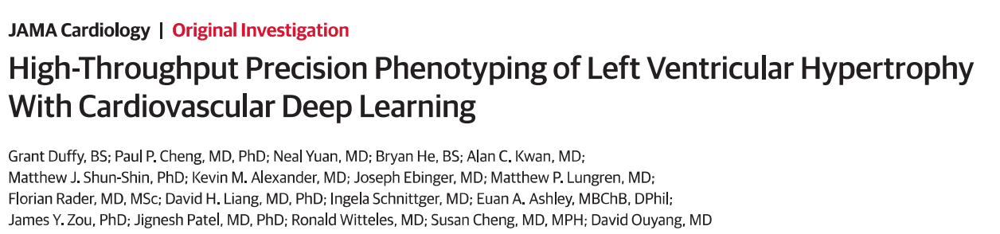 JAMA Cardiology | Original Investigation
High-Throughput Precision Phenotyping of Left Ventricular Hypertrophy
With Cardiovascular Deep Learning
Grant Duffy, BS; Paul P. Cheng, MD, PhD; Neal Yuan, MD; Bryan He, BS; Alan C. Kwan, MD;
Matthew J. Shun-Shin, PhD; Kevin M. Alexander, MD; Joseph Ebinger, MD; Matthew P. Lungren, MD;
Florian Rader, MD, MSc; David H. Liang, MD, PhD; Ingela Schnittger, MD; Euan A. Ashley, MBChB, DPhil;
James Y. Zou, PhD; Jignesh Patel, MD, PhD; Ronald Witteles, MD; Susan Cheng, MD, MPH; David Ouyang, MD